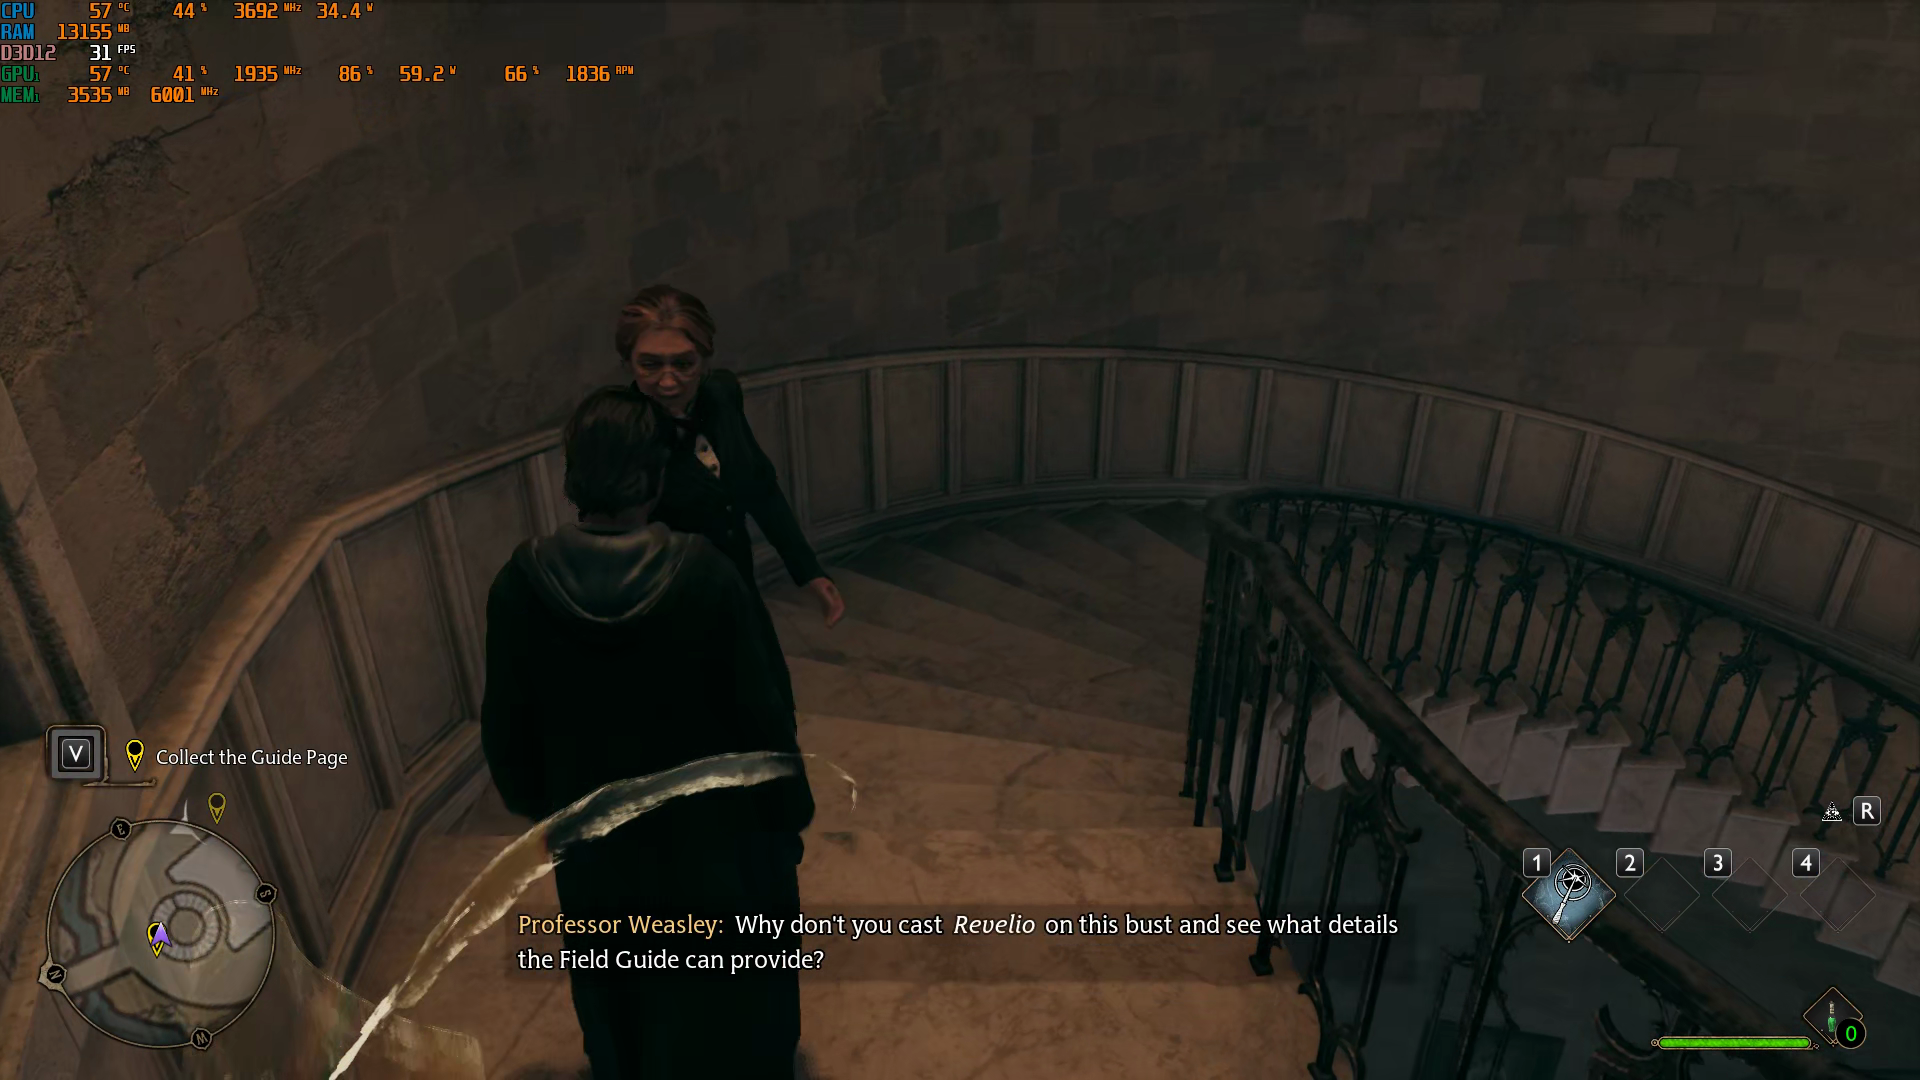 CPU 57 °C 44 % 3692 MHz 34.4 W
RAM 13155 MB
D3D12 31 FPS
GPU1 57 °C 41 % 1935 MHz 86 % 59.2 W 66 % 1836 RPM
MEM1 3535 MB 6001 MHz
V Collect the Guide Page
E
S
N
W
R
1 2 3 4
Professor Weasley: Why don't you cast Revelio on this bust and see what details
the Field Guide can provide?
0